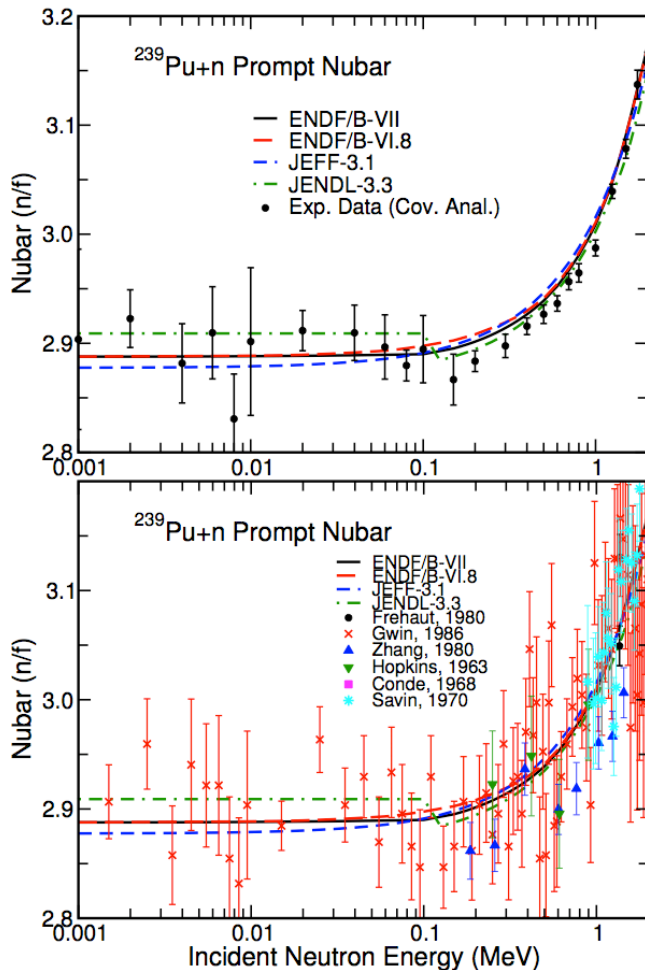 3.2
²³⁹Pu+n Prompt Nubar
ENDF/B-VII
ENDF/B-VI.8
JEFF-3.1
JENDL-3.3
Exp. Data (Cov. Anal.)
3.1
3.0
2.9
2.8
Nubar (n/f)
0.001 0.01 0.1 1
²³⁹Pu+n Prompt Nubar
ENDF/B-VII
ENDF/B-VI.8
JEFF-3.1
JENDL-3.3
Frehaut, 1980
Gwin, 1986
Zhang, 1980
Hopkins, 1963
Conde, 1968
Savin, 1970
3.1
3.0
2.9
2.8
Nubar (n/f)
0.001 0.01 0.1 1
Incident Neutron Energy (MeV)